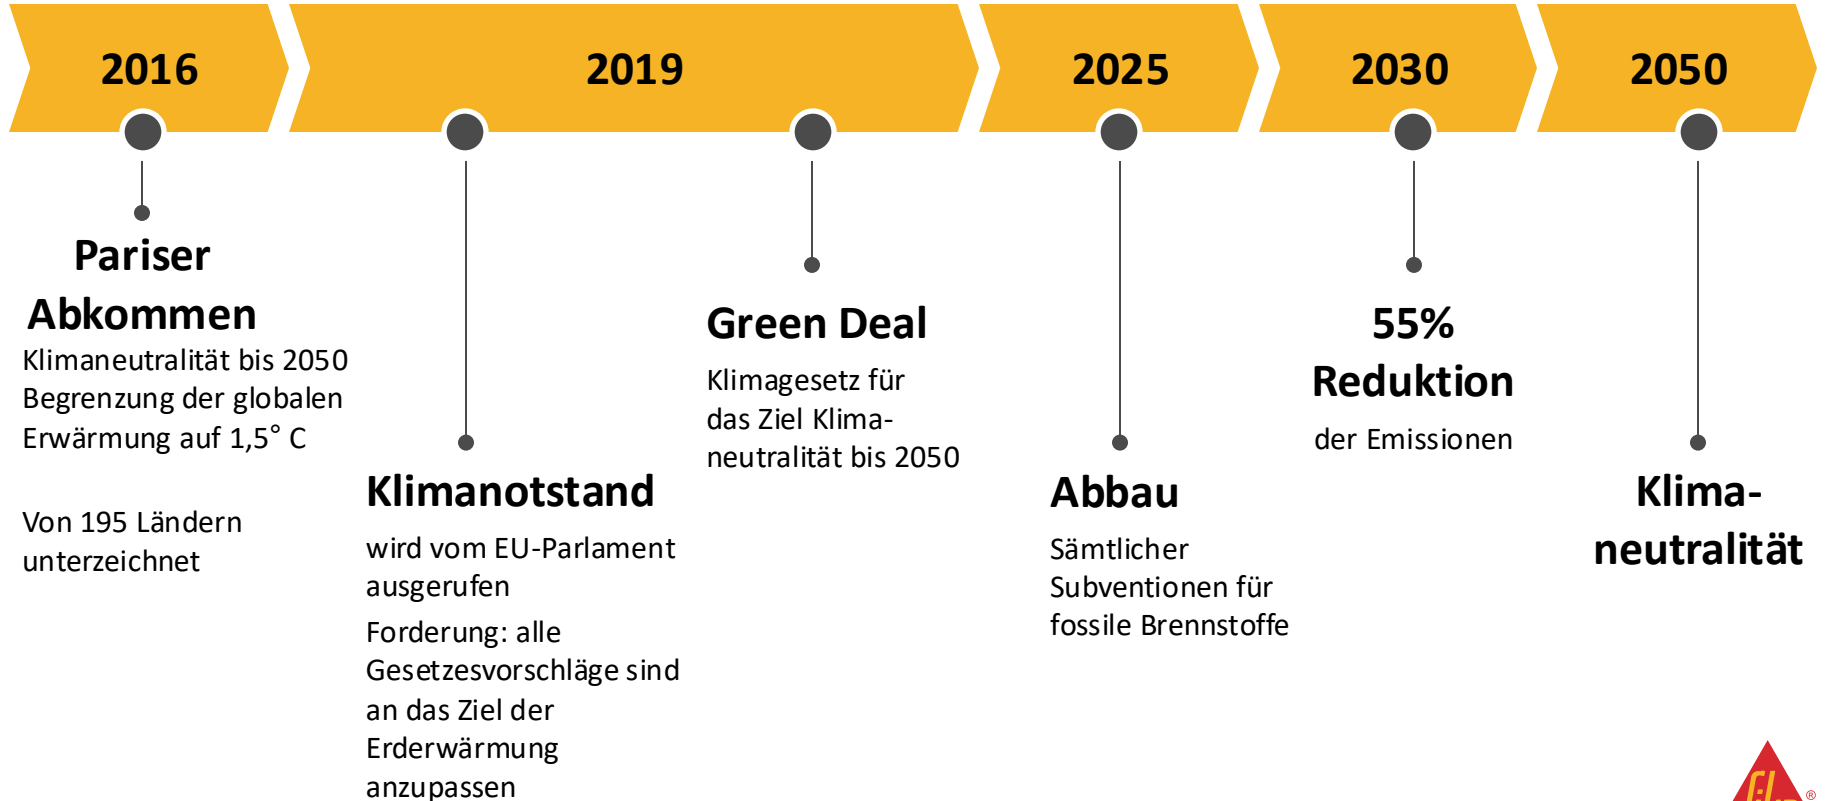 2016
2019
2025
2030
2050
Pariser
Abkommen
Klimaneutralität bis 2050
Begrenzung der globalen
Erwärmung auf 1,5° C
Von 195 Ländern
unterzeichnet
Klimanotstand
wird vom EU-Parlament
ausgerufen
Forderung: alle
Gesetzesvorschläge sind
an das Ziel der
Erderwärmung
anzupassen
Green Deal
Klimagesetz für
das Ziel Klima-
neutralität bis 2050
Abbau
Sämtlicher
Subventionen für
fossile Brennstoffe
55%
Reduktion
der Emissionen
Klima-
neutralität
®